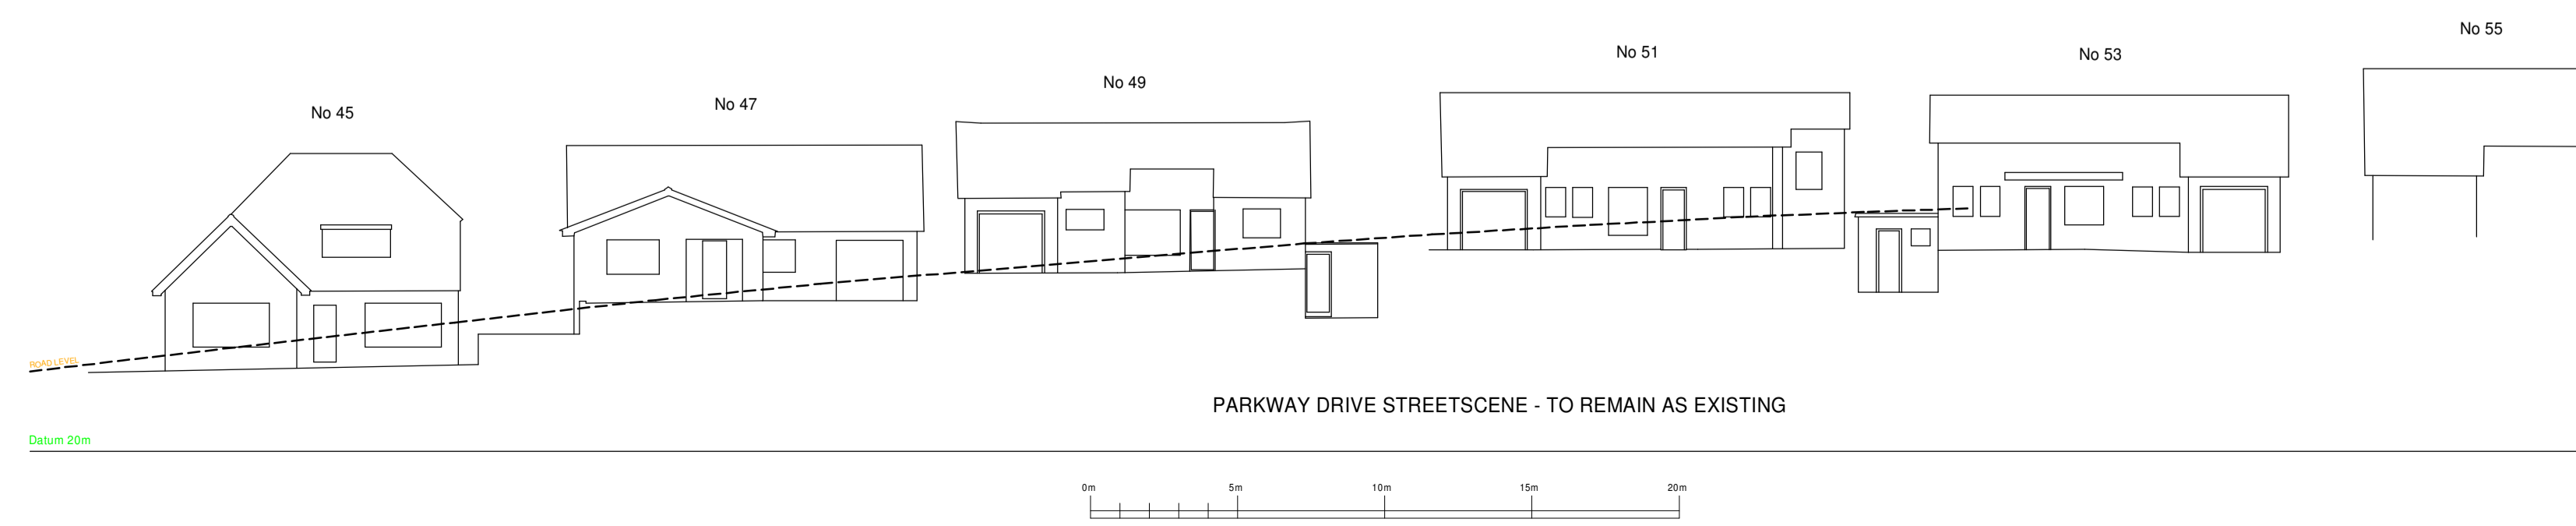 No 45
No 47
No 49
No 51
No 53
No 55
ROAD LEVEL
PARKWAY DRIVE STREETSCENE - TO REMAIN AS EXISTING
Datum 20m
0m 5m 10m 15m 20m